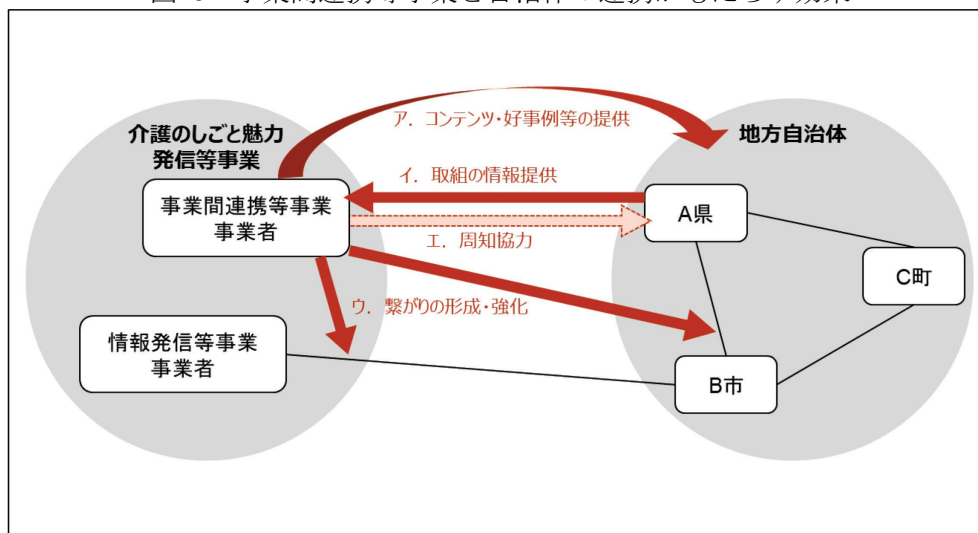 介護のしごと魅力
発信等事業
地方自治体
ア．コンテンツ・好事例等の提供
イ．取組の情報提供
事業間連携等事業
事業者
A県
エ．周知協力
C町
ウ．繋がりの形成・強化
情報発信等事業
事業者
B市